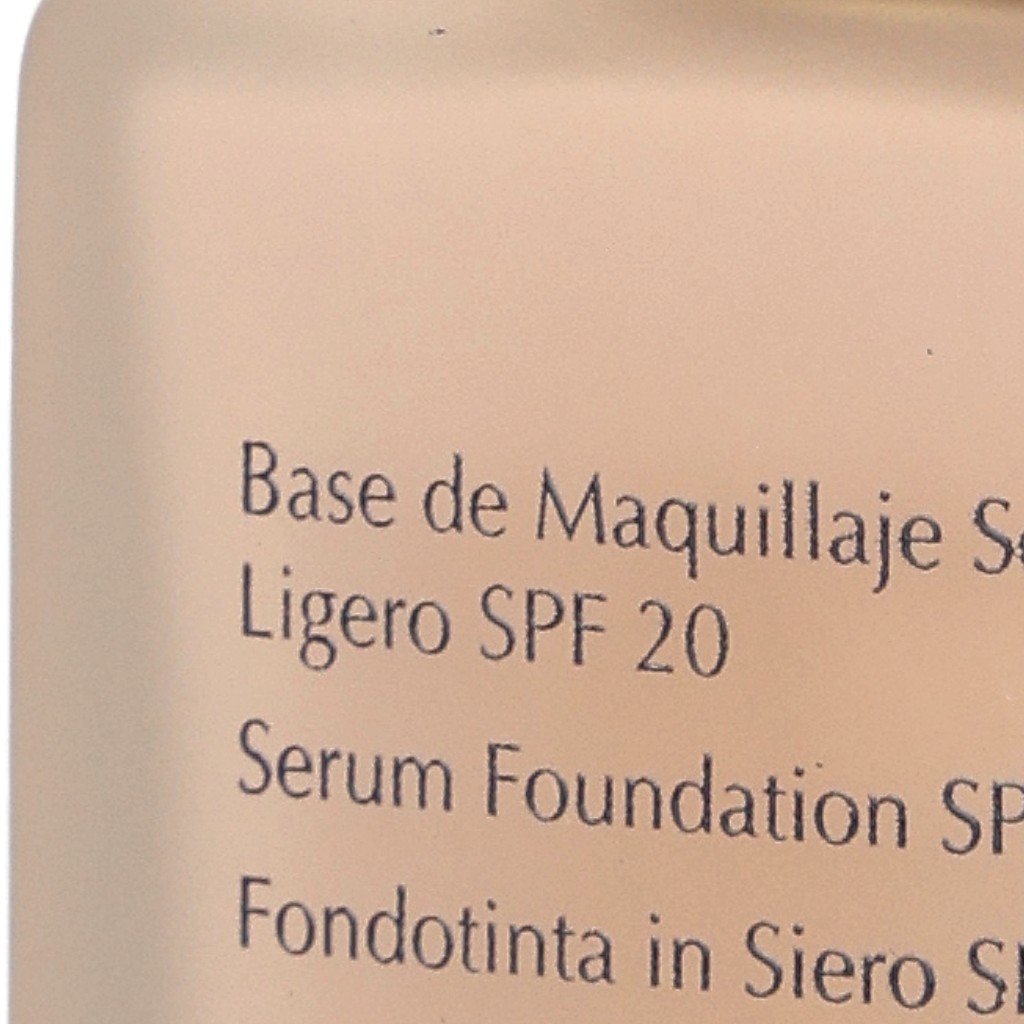 Base de Maquillaje
Ligero SPF 20
Serum Foundation
Fondotinta in Siero